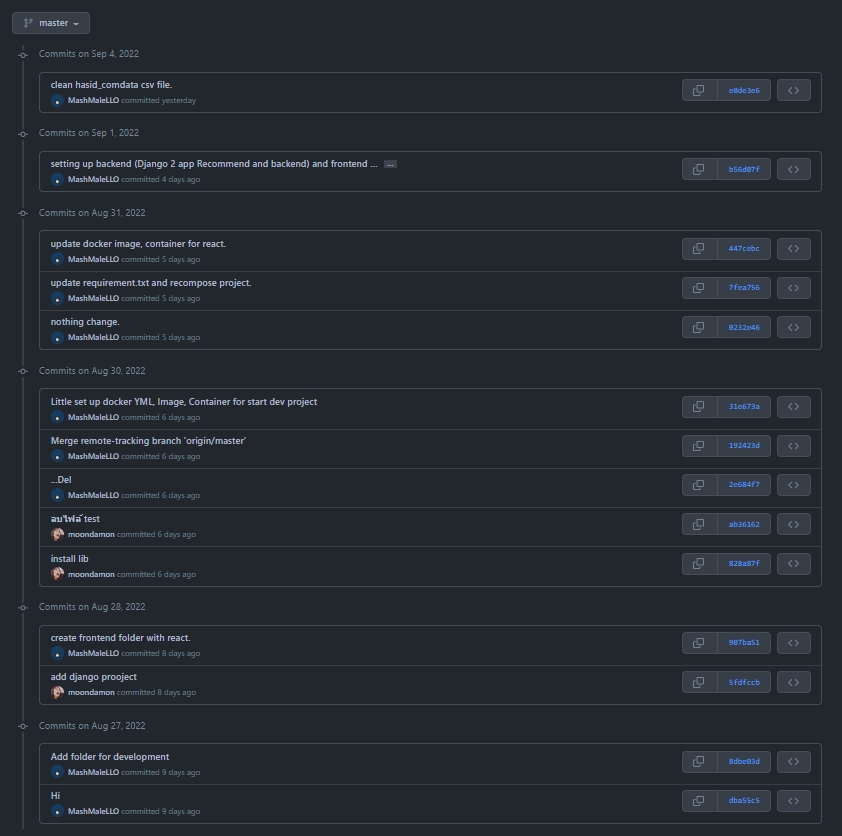 master
Commits on Sep 4, 2022
clean hasid_comdata csv file.
e0de3e6
MashMaleLLO committed yesterday
Commits on Sep 1, 2022
setting up backend (Django 2 app Recommend and backend) and frontend ... ...
b56d07f
MashMaleLLO committed 4 days ago
Commits on Aug 31, 2022
update docker image, container for react.
447cebc
MashMaleLLO committed 5 days ago
update requirement.txt and recompose project.
7fea756
MashMaleLLO committed 5 days ago
nothing change.
0232e46
MashMaleLLO committed 5 days ago
Commits on Aug 30, 2022
Little set up docker YML, Image, Container for start dev project
31e673a
MashMaleLLO committed 6 days ago
Merge remote-tracking branch 'origin/master'
192423d
MashMaleLLO committed 6 days ago
...Del
2e684f7
MashMaleLLO committed 6 days ago
ลบไฟล์ test
ab36162
moondamon committed 6 days ago
install lib
828a87f
moondamon committed 6 days ago
Commits on Aug 28, 2022
create frontend folder with react.
907ba51
MashMaleLLO committed 8 days ago
add django prooject
5fdfccb
moondamon committed 8 days ago
Commits on Aug 27, 2022
Add folder for development
8dbe03d
MashMaleLLO committed 9 days ago
Hi
dba55c5
MashMaleLLO committed 9 days ago